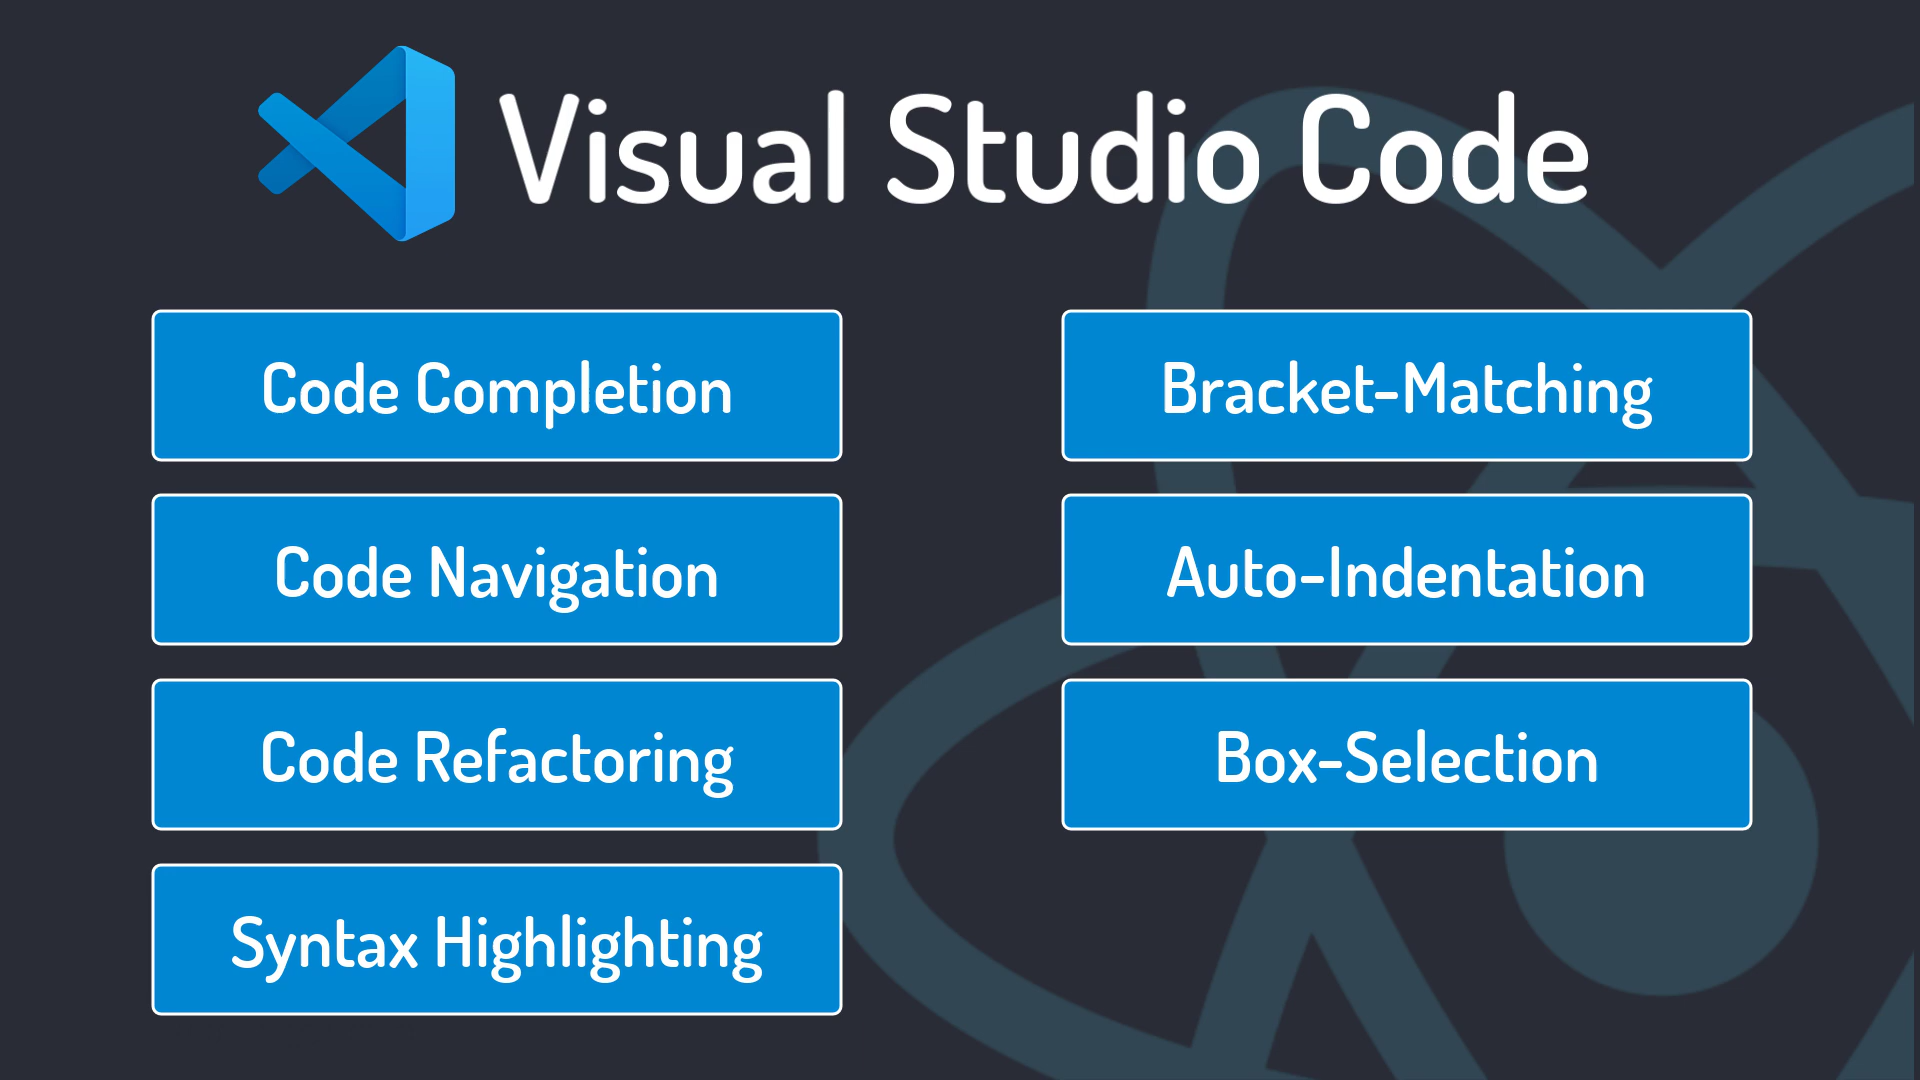 Visual Studio Code
Code Completion
Code Navigation
Code Refactoring
Syntax Highlighting
Bracket-Matching
Auto-Indentation
Box-Selection